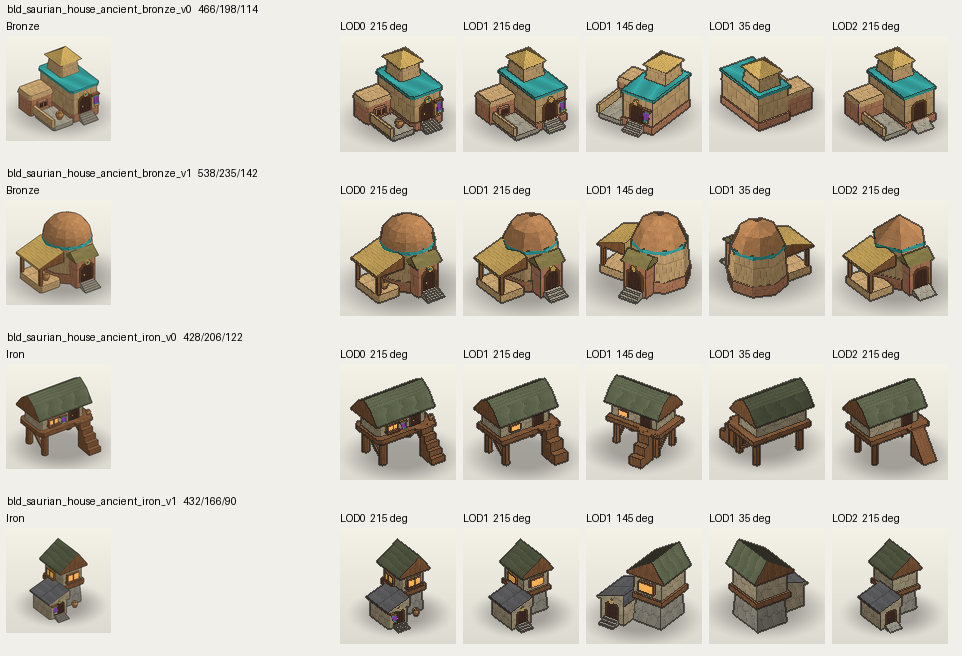 bld_saurian_house_ancient_bronze_v0 466/198/114
Bronze LOD0 215 deg LOD1 215 deg LOD1 145 deg LOD1 35 deg LOD2 215 deg
bld_saurian_house_ancient_bronze_v1 538/235/142
Bronze LOD0 215 deg LOD1 215 deg LOD1 145 deg LOD1 35 deg LOD2 215 deg
bld_saurian_house_ancient_iron_v0 428/206/122
Iron LOD0 215 deg LOD1 215 deg LOD1 145 deg LOD1 35 deg LOD2 215 deg
bld_saurian_house_ancient_iron_v1 432/166/90
Iron LOD0 215 deg LOD1 215 deg LOD1 145 deg LOD1 35 deg LOD2 215 deg